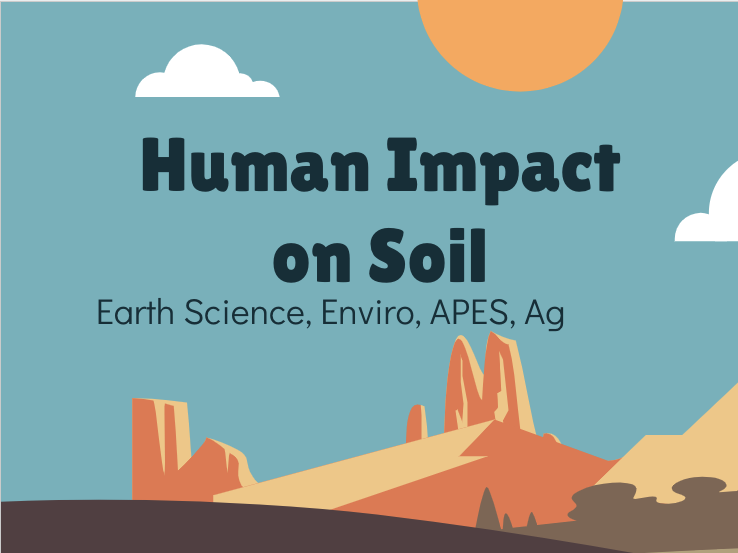 Human Impact
on Soil
Earth Science, Enviro, APES, Ag